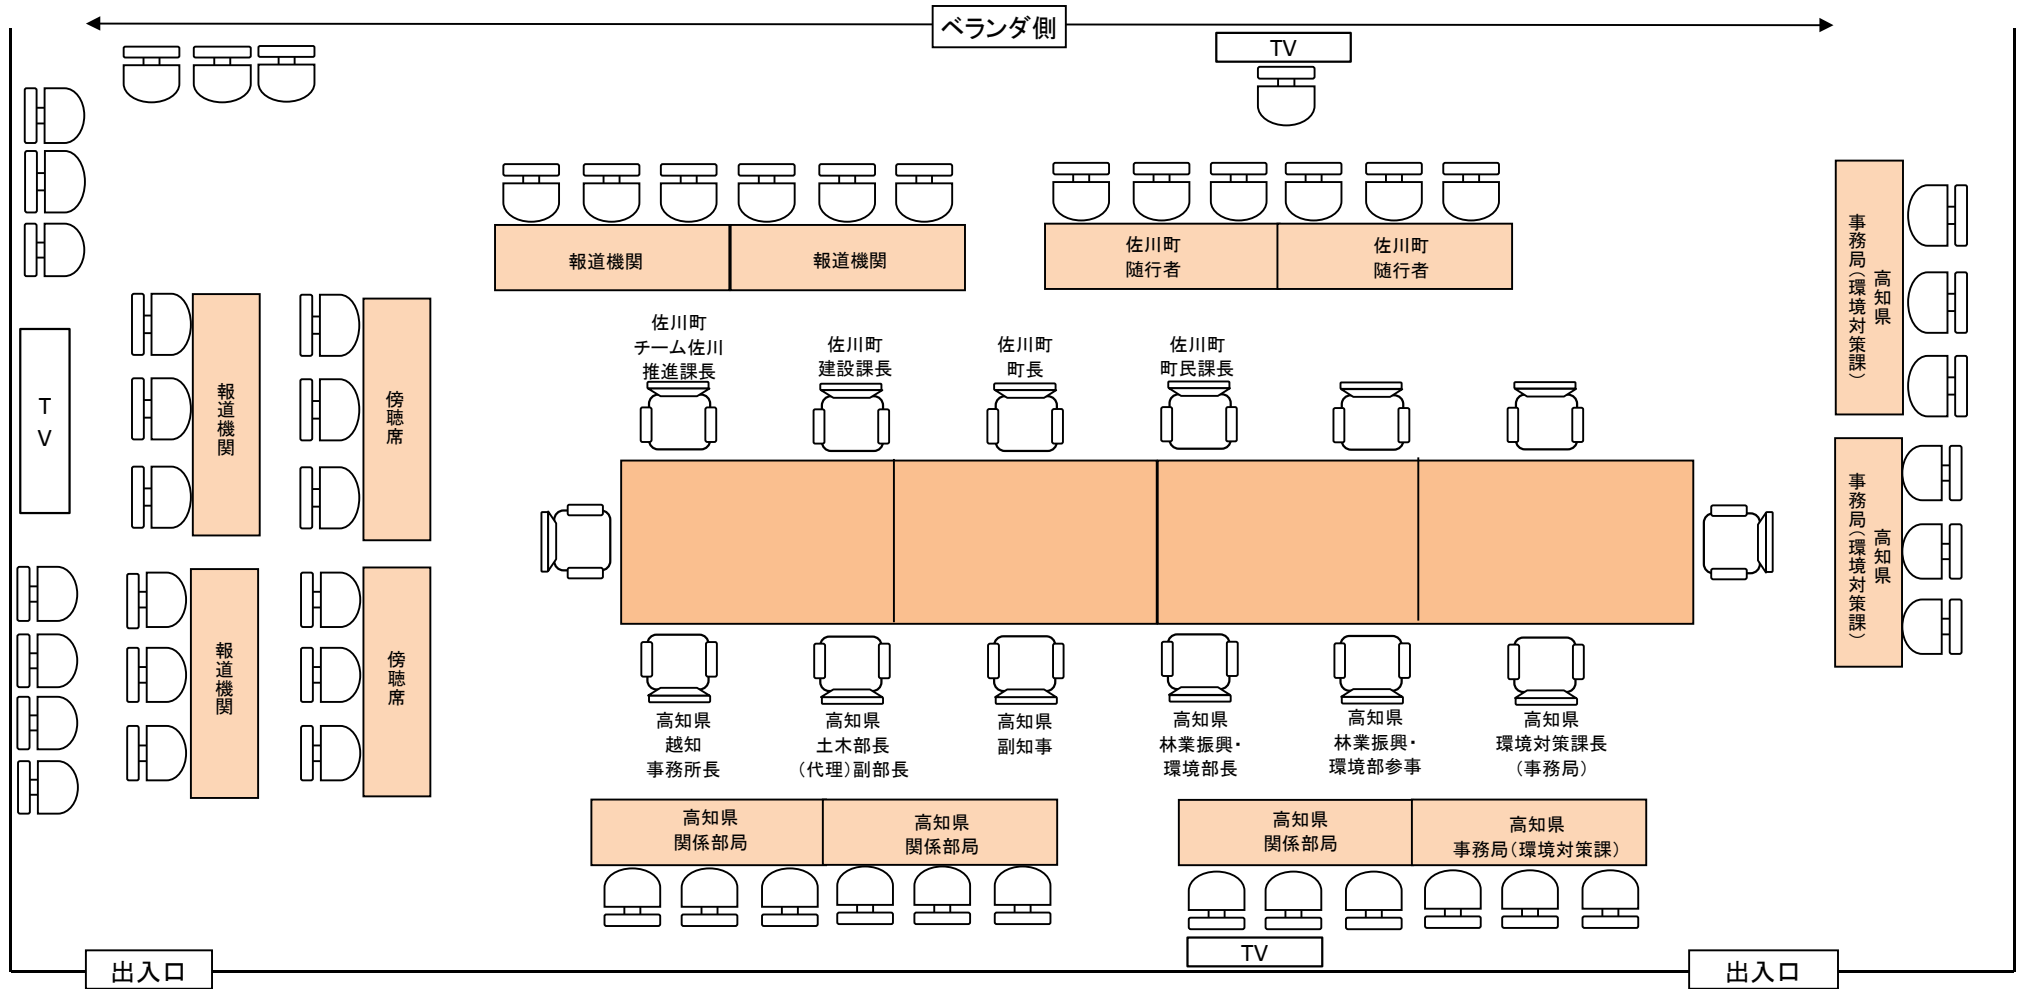 ベランダ側
TV
報道機関
報道機関
佐川町
随行者
佐川町
随行者
高知県
事務局(環境対策課)
高知県
事務局(環境対策課)
TV
報道機関
傍聴席
報道機関
傍聴席
佐川町
チーム佐川
推進課長
佐川町
建設課長
佐川町
町長
佐川町
町民課長
高知県
越知
事務所長
高知県
土木部長
(代理)副部長
高知県
副知事
高知県
林業振興・
環境部長
高知県
林業振興・
環境部参事
高知県
環境対策課長
(事務局)
高知県
関係部局
高知県
関係部局
高知県
関係部局
高知県
事務局(環境対策課)
TV
出入口
出入口